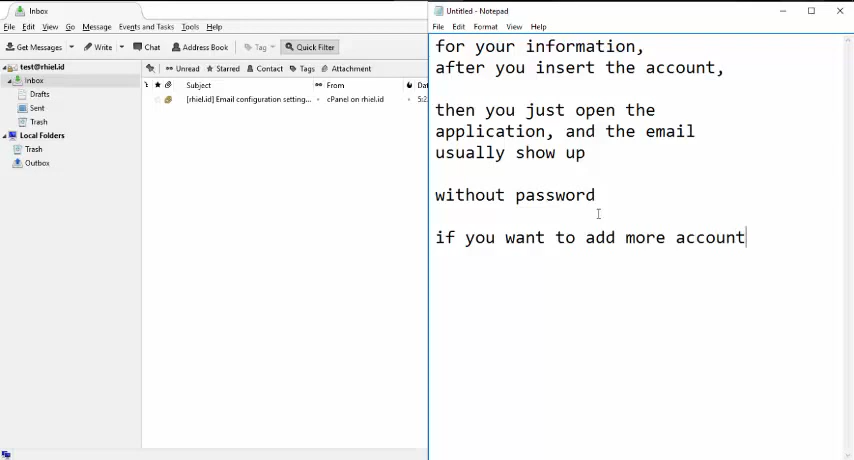 Inbox
File Edit View Go Message Events and Tasks Tools Help
Get Messages Write Chat Address Book Tag Quick Filter
Unread Starred Contact Tags Attachment
Subject From Dat
[rhiel.id] Email configuration setting... cPanel on rhiel.id 5:2
test@rhiel.id
Inbox
Drafts
Sent
Trash
Local Folders
Trash
Outbox
Untitled - Notepad
File Edit Format View Help
for your information,
after you insert the account,
then you just open the
application, and the email
usually show up
without password
if you want to add more account